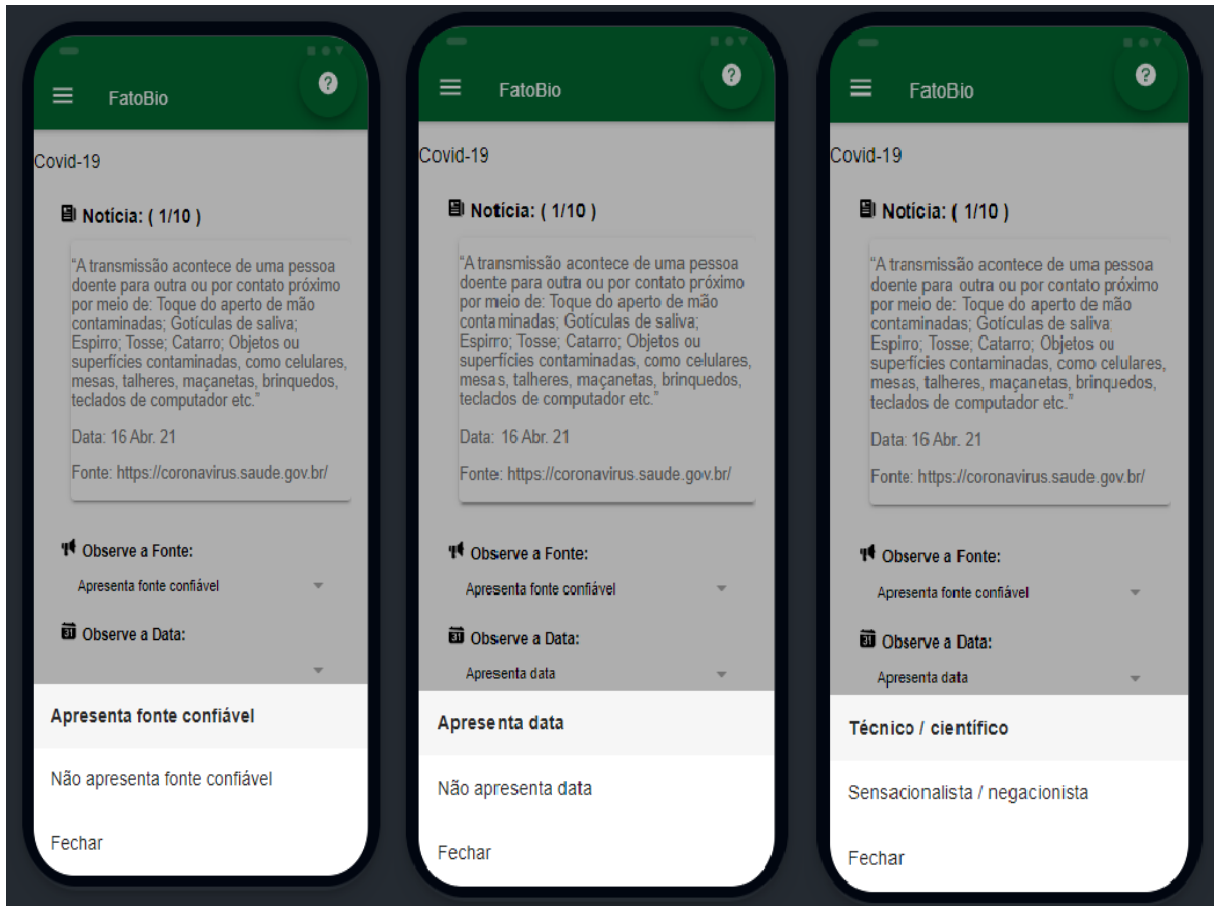 FatoBio
Covid-19
Notícia: ( 1/10 )
“A transmissão acontece de uma pessoa
doente para outra ou por contato próximo
por meio de: Toque do aperto de mão
contaminadas; Gotículas de saliva;
Espirro; Tosse; Catarro; Objetos ou
superfícies contaminadas, como celulares,
mesas, talheres, maçanetas, brinquedos,
teclados de computador etc.”
Data: 16 Abr. 21
Fonte: https://coronavirus.saude.gov.br/
Observe a Fonte:
Apresenta fonte confiável
31 Observe a Data:
Apresenta fonte confiável
Não apresenta fonte confiável
Fechar
FatoBio
Covid-19
Notícia: ( 1/10 )
“A transmissão acontece de uma pessoa
doente para outra ou por contato próximo
por meio de: Toque do aperto de mão
contaminadas; Gotículas de saliva;
Espirro; Tosse; Catarro; Objetos ou
superfícies contaminadas, como celulares,
mesas, talheres, maçanetas, brinquedos,
teclados de computador etc.”
Data: 16 Abr. 21
Fonte: https://coronavirus.saude.gov.br/
Observe a Fonte:
Apresenta fonte confiável
31 Observe a Data:
Apresenta data
Apresenta data
Não apresenta data
Fechar
FatoBio
Covid-19
Notícia: ( 1/10 )
“A transmissão acontece de uma pessoa
doente para outra ou por contato próximo
por meio de: Toque do aperto de mão
contaminadas; Gotículas de saliva;
Espirro; Tosse; Catarro; Objetos ou
superfícies contaminadas, como celulares,
mesas, talheres, maçanetas, brinquedos,
teclados de computador etc.”
Data: 16 Abr. 21
Fonte: https://coronavirus.saude.gov.br/
Observe a Fonte:
Apresenta fonte confiável
31 Observe a Data:
Apresenta data
Técnico / científico
Sensacionalista / negacionista
Fechar